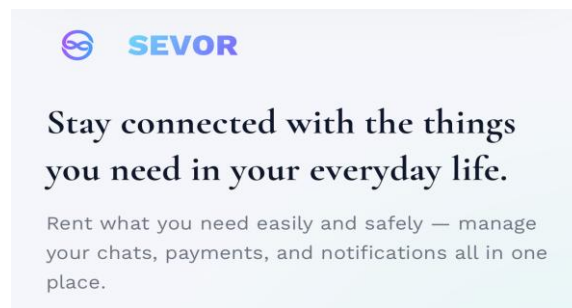 SEVOR
Stay connected with the things
you need in your everyday life.
Rent what you need easily and safely — manage
your chats, payments, and notifications all in one
place.